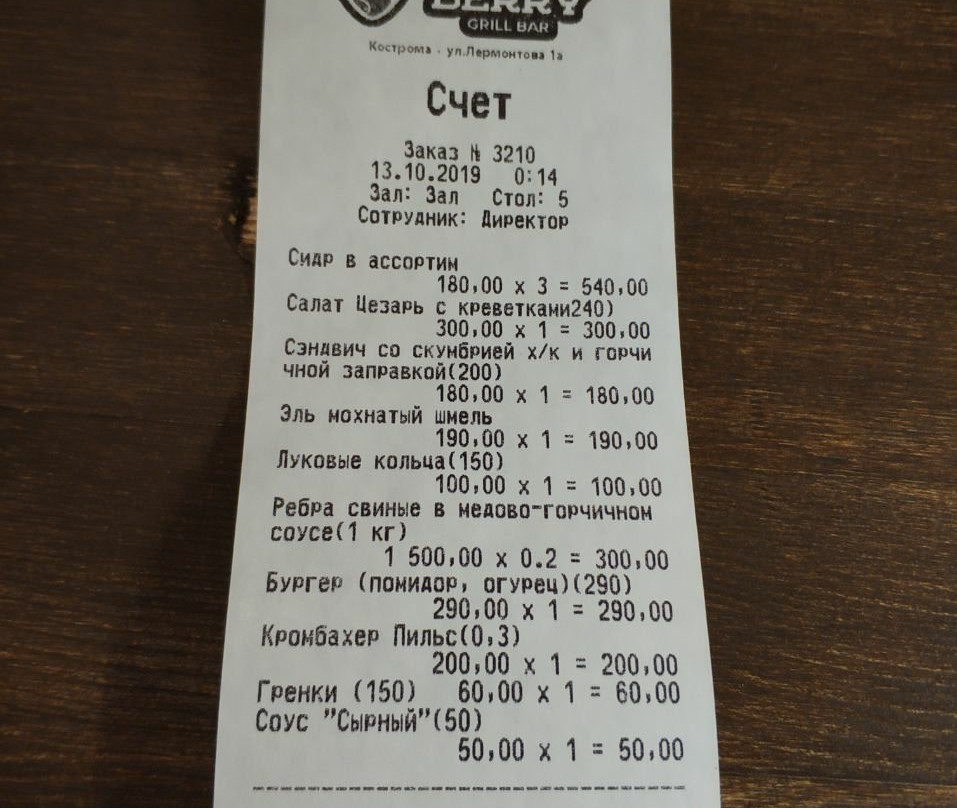 BERRY
GRILL BAR
Кострома - ул.Лермонтова 1а
Счет
Заказ № 3210
13.10.2019 0:14
Зал: Зал Стол: 5
Сотрудник: Директор
Сидр в ассортим
180,00 x 3 = 540,00
Салат Цезарь с креветками240)
300,00 x 1 = 300,00
Сэндвич со скумбрией х/к и горчи
чной заправкой(200)
180,00 x 1 = 180,00
Эль мохнатый шмель
190,00 x 1 = 190,00
Луковые кольца(150)
100,00 x 1 = 100,00
Ребра свиные в медово-горчичном
соусе(1 кг)
1 500,00 x 0.2 = 300,00
Бургер (помидор, огурец)(290)
290,00 x 1 = 290,00
Кромбахер Пильс(0,3)
200,00 x 1 = 200,00
Гренки (150) 60,00 x 1 = 60,00
Соус "Сырный"(50)
50,00 x 1 = 50,00